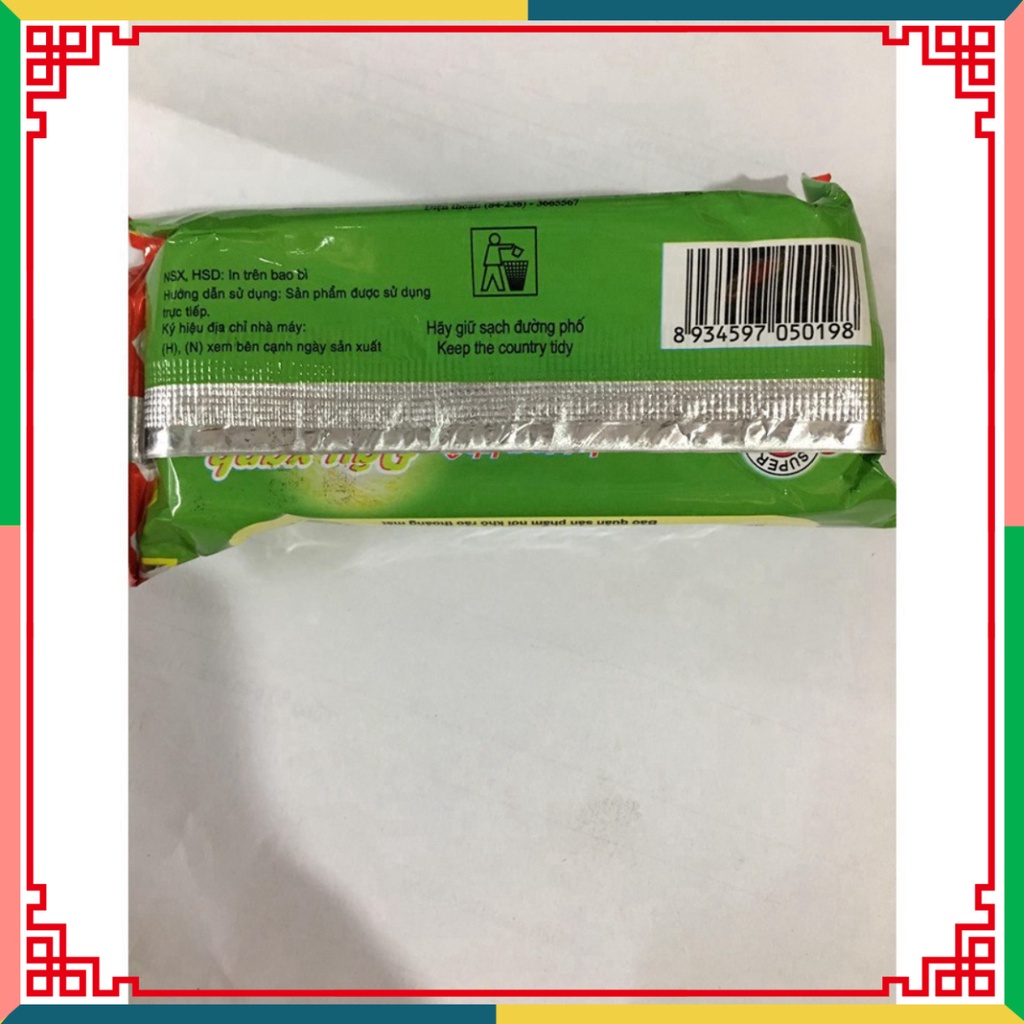 Điện thoại: (84-238) - 3665567
NSX, HSD: In trên bao bì
Hướng dẫn sử dụng: Sản phẩm được sử dụng
trực tiếp.
Ký hiệu địa chỉ nhà máy:
(H), (N) xem bên cạnh ngày sản xuất
Hãy giữ sạch đường phố
Keep the country tidy
8 934597 050198
Đậu xanh
SUPER
Bảo quản sản phẩm nơi khô ráo thoáng mát